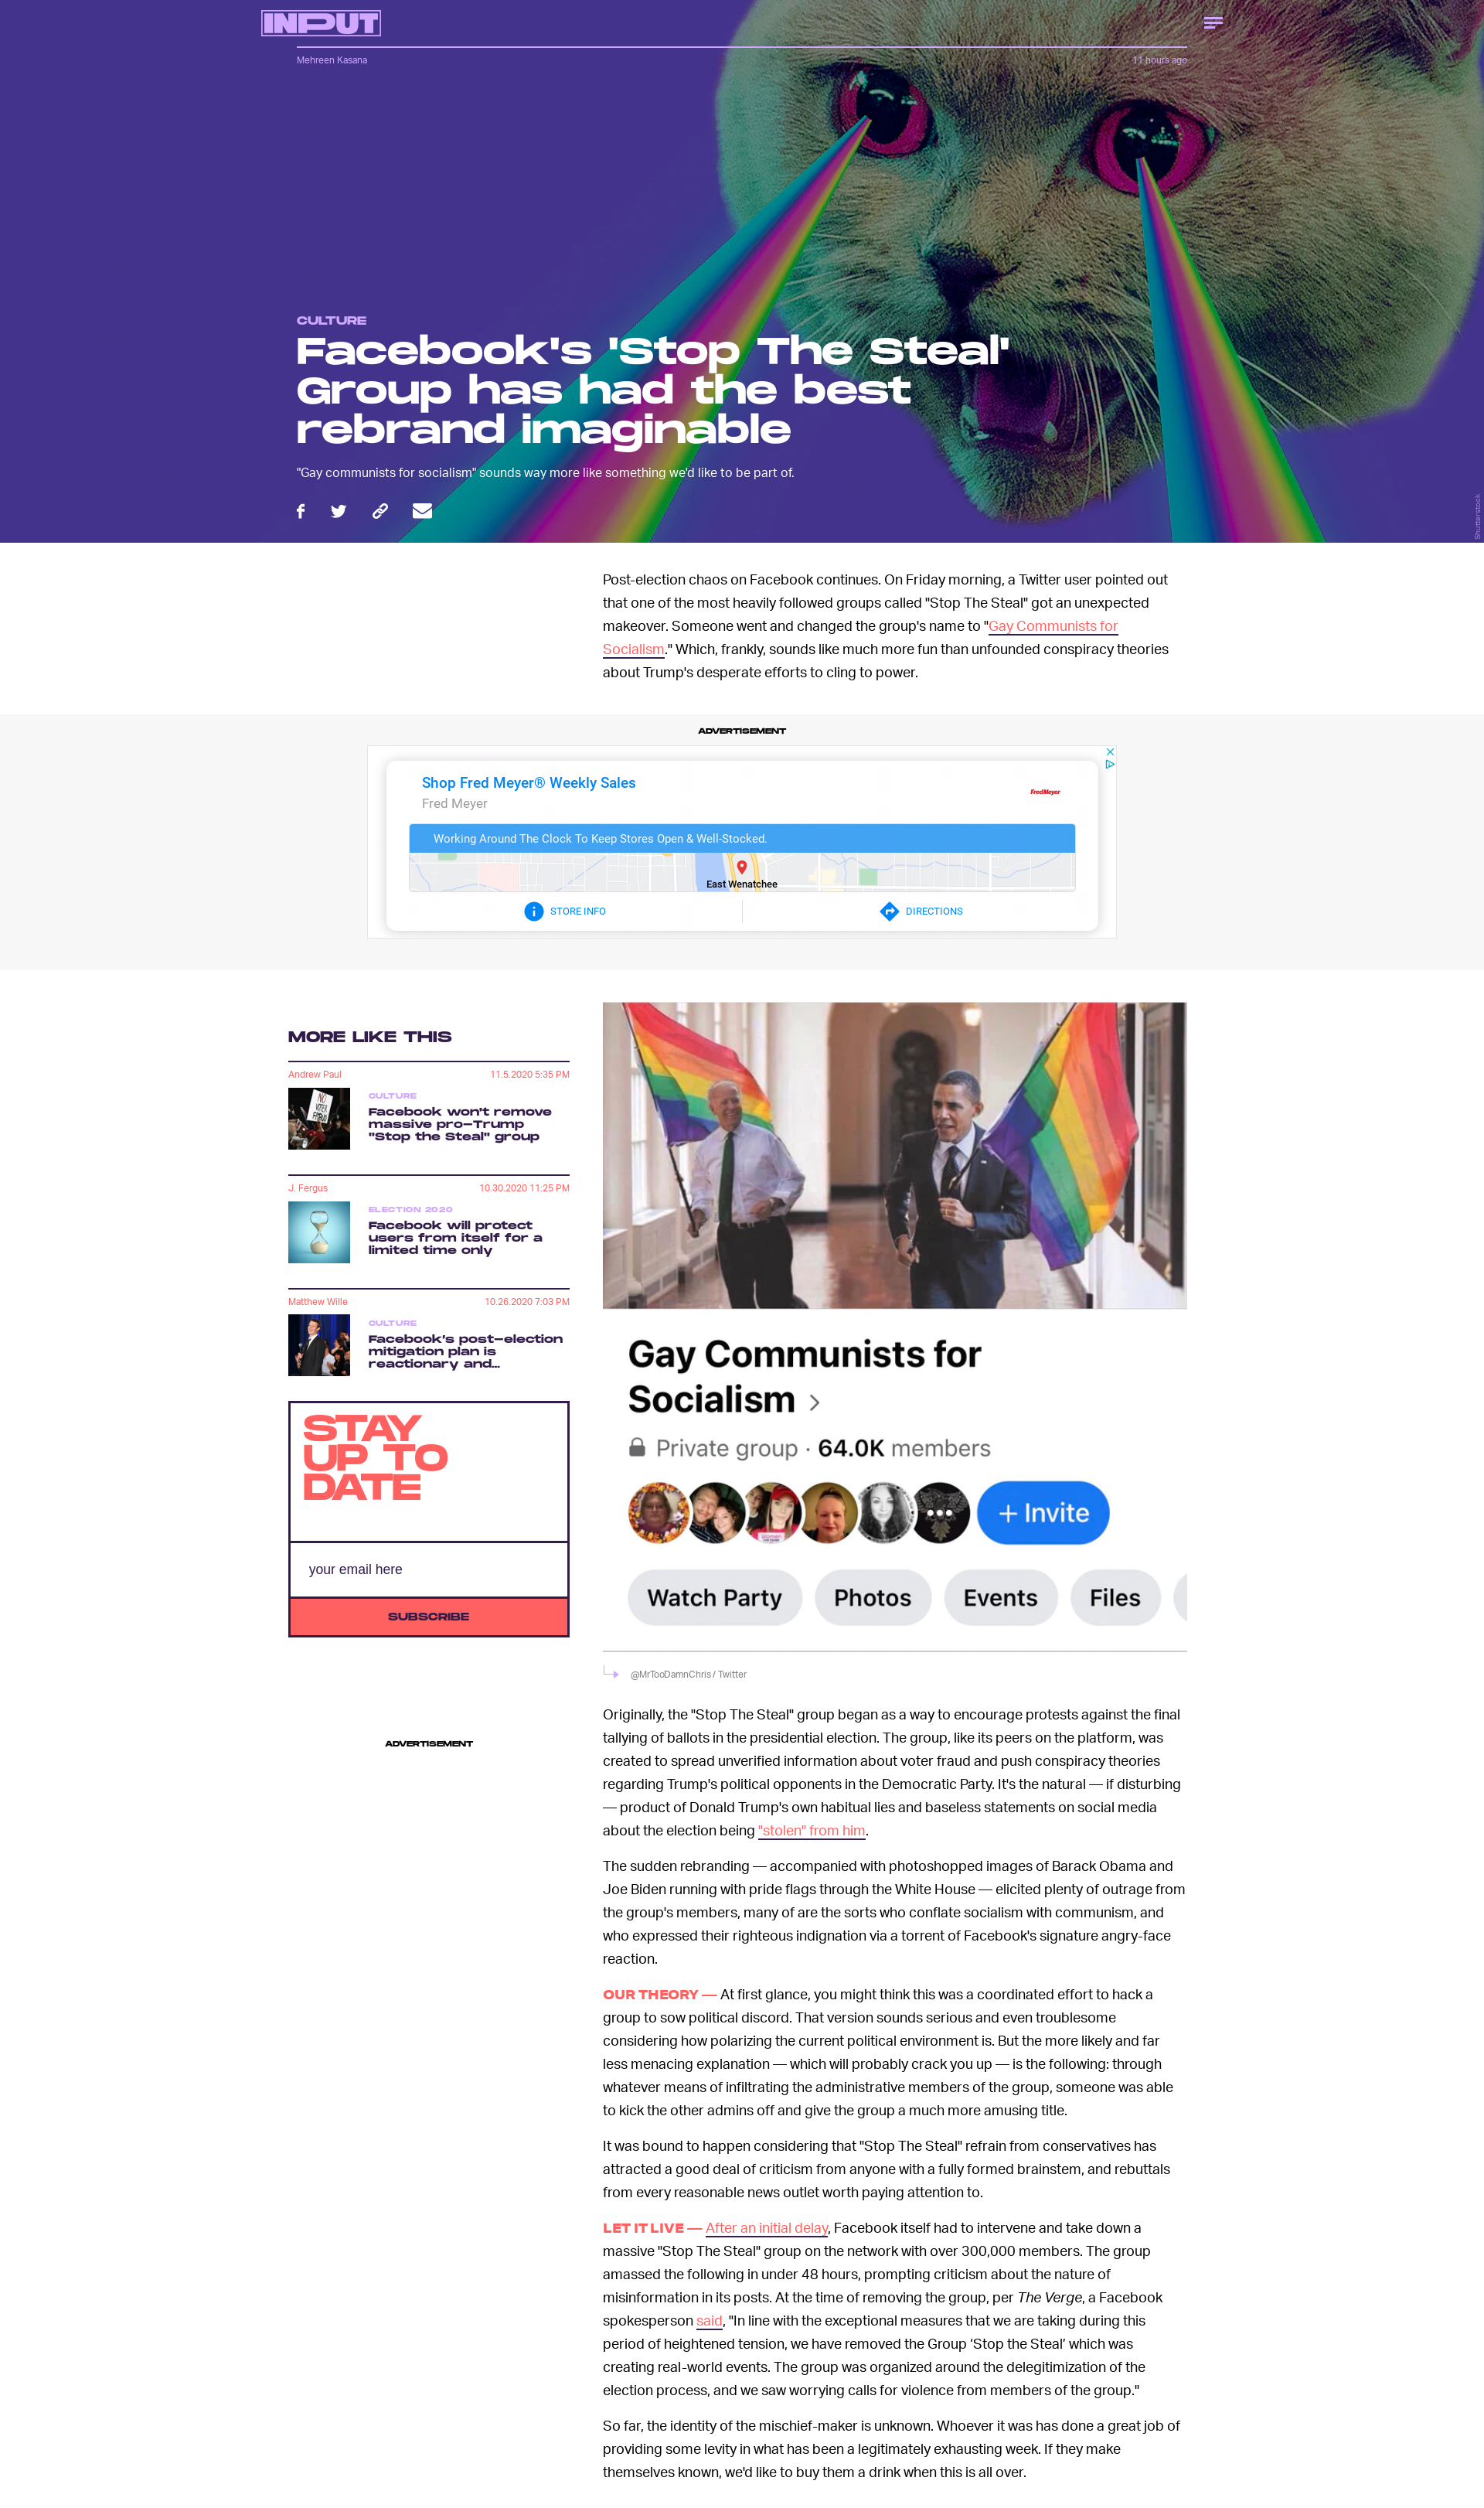 INPUT
Mehreen Kasana
11 hours ago
CULTURE
Facebook's 'Stop The Steal'
Group has had the best
rebrand imaginable
"Gay communists for socialism" sounds way more like something we'd like to be part of.
Shutterstock
Post-election chaos on Facebook continues. On Friday morning, a Twitter user pointed out
that one of the most heavily followed groups called "Stop The Steal" got an unexpected
makeover. Someone went and changed the group's name to "Gay Communists for
Socialism." Which, frankly, sounds like much more fun than unfounded conspiracy theories
about Trump's desperate efforts to cling to power.
ADVERTISEMENT
Shop Fred Meyer® Weekly Sales
Fred Meyer
FredMeyer
Working Around The Clock To Keep Stores Open & Well-Stocked.
East Wenatchee
STORE INFO
DIRECTIONS
MORE LIKE THIS
Andrew Paul
11.5.2020 5:35 PM
NO
VOTER
FRAUD
CULTURE
Facebook won't remove
massive pro-Trump
"Stop the Steal" group
J. Fergus
10.30.2020 11:25 PM
ELECTION 2020
Facebook will protect
users from itself for a
limited time only
Matthew Wille
10.26.2020 7:03 PM
CULTURE
Facebook's post-election
mitigation plan is
reactionary and...
STAY
UP TO
DATE
your email here
SUBSCRIBE
ADVERTISEMENT
Gay Communists for
Socialism >
Private group · 64.0K members
+ Invite
Watch Party
Photos
Events
Files
@MrTooDamnChris / Twitter
Originally, the "Stop The Steal" group began as a way to encourage protests against the final
tallying of ballots in the presidential election. The group, like its peers on the platform, was
created to spread unverified information about voter fraud and push conspiracy theories
regarding Trump's political opponents in the Democratic Party. It's the natural — if disturbing
— product of Donald Trump's own habitual lies and baseless statements on social media
about the election being "stolen" from him.
The sudden rebranding — accompanied with photoshopped images of Barack Obama and
Joe Biden running with pride flags through the White House — elicited plenty of outrage from
the group's members, many of are the sorts who conflate socialism with communism, and
who expressed their righteous indignation via a torrent of Facebook's signature angry-face
reaction.
OUR THEORY — At first glance, you might think this was a coordinated effort to hack a
group to sow political discord. That version sounds serious and even troublesome
considering how polarizing the current political environment is. But the more likely and far
less menacing explanation — which will probably crack you up — is the following: through
whatever means of infiltrating the administrative members of the group, someone was able
to kick the other admins off and give the group a much more amusing title.
It was bound to happen considering that "Stop The Steal" refrain from conservatives has
attracted a good deal of criticism from anyone with a fully formed brainstem, and rebuttals
from every reasonable news outlet worth paying attention to.
LET IT LIVE — After an initial delay, Facebook itself had to intervene and take down a
massive "Stop The Steal" group on the network with over 300,000 members. The group
amassed the following in under 48 hours, prompting criticism about the nature of
misinformation in its posts. At the time of removing the group, per The Verge, a Facebook
spokesperson said, "In line with the exceptional measures that we are taking during this
period of heightened tension, we have removed the Group ‘Stop the Steal’ which was
creating real-world events. The group was organized around the delegitimization of the
election process, and we saw worrying calls for violence from members of the group."
So far, the identity of the mischief-maker is unknown. Whoever it was has done a great job of
providing some levity in what has been a legitimately exhausting week. If they make
themselves known, we'd like to buy them a drink when this is all over.